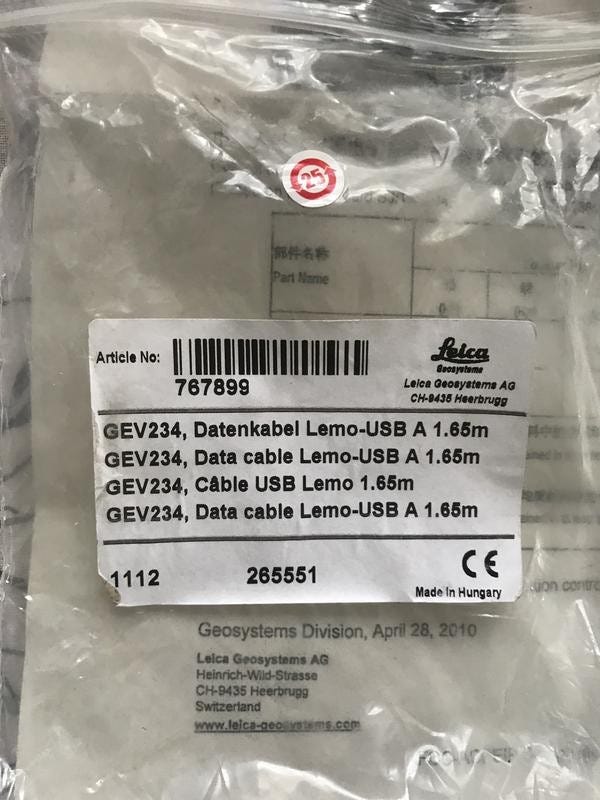 25
部件名称
Part Name
Article No:
767899
Leica
Geosystems
Leica Geosystems AG
CH-9435 Heerbrugg
GEV234, Datenkabel Lemo-USB A 1.65m
GEV234, Data cable Lemo-USB A 1.65m
GEV234, Câble USB Lemo 1.65m
GEV234, Data cable Lemo-USB A 1.65m
1112 265551
CE
Made in Hungary
Geosystems Division, April 28, 2010
Leica Geosystems AG
Heinrich-Wild-Strasse
CH-9435 Heerbrugg
Switzerland
www.leica-geosystems.com